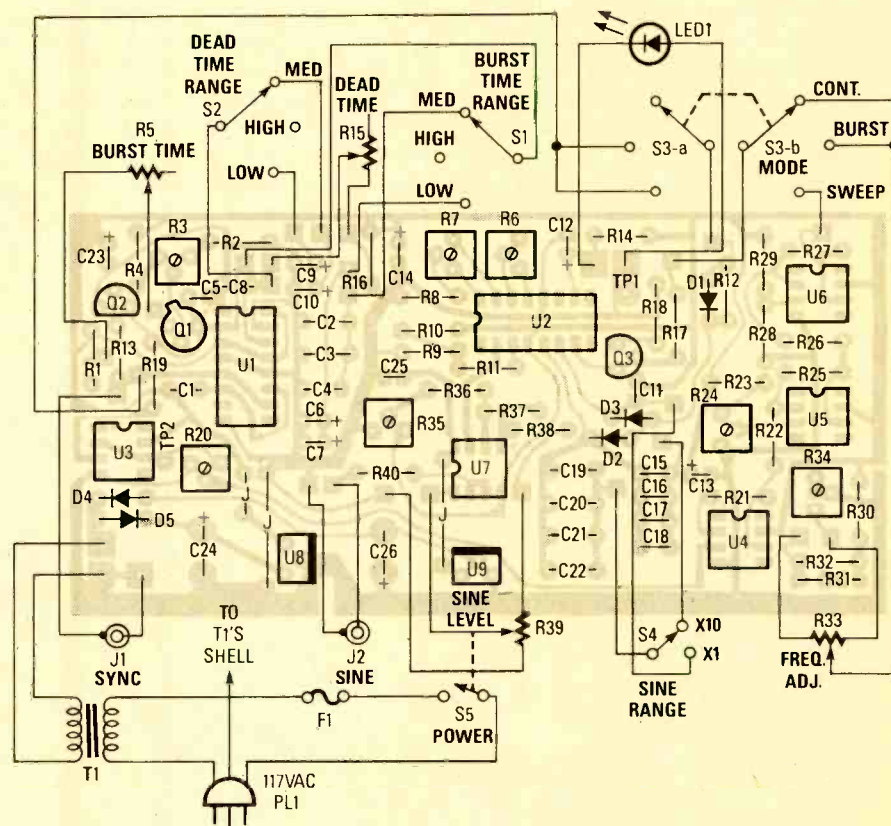 DEAD
TIME
RANGE
MED
S2
HIGH
LOW
DEAD
TIME
R15
BURST
TIME
RANGE
MED
HIGH
S1
LOW
LED1
CONT.
BURST
S3-a
S3-b
MODE
SWEEP
R5
BURST TIME
C23
R4
R3
R2
C5
C8
C9
C10
R16
C14
R7
R6
C12
R14
TP1
R29
R27
D1
R12
U6
Q2
Q1
R1
R13
R19
C1
U1
C2
C3
C4
C6
C7
R8
R10
R9
C25
R11
R36
U2
R18
R17
Q3
R28
R26
R25
C11
R23
R24
U5
R22
U3
TP2
R20
R35
R37
R38
D3
D2
R40
U7
C19
C20
C21
C22
C15
C16
C17
C18
C13
R21
U4
R34
R30
R32
R31
D4
D5
C24
J
J
U8
C26
J
U9
SINE
LEVEL
R39
J1
SYNC
TO
T1'S
SHELL
J2
SINE
S4
X10
X1
SINE
RANGE
R33
FREQ.
ADJ.
T1
F1
S5
POWER
117VAC
PL1